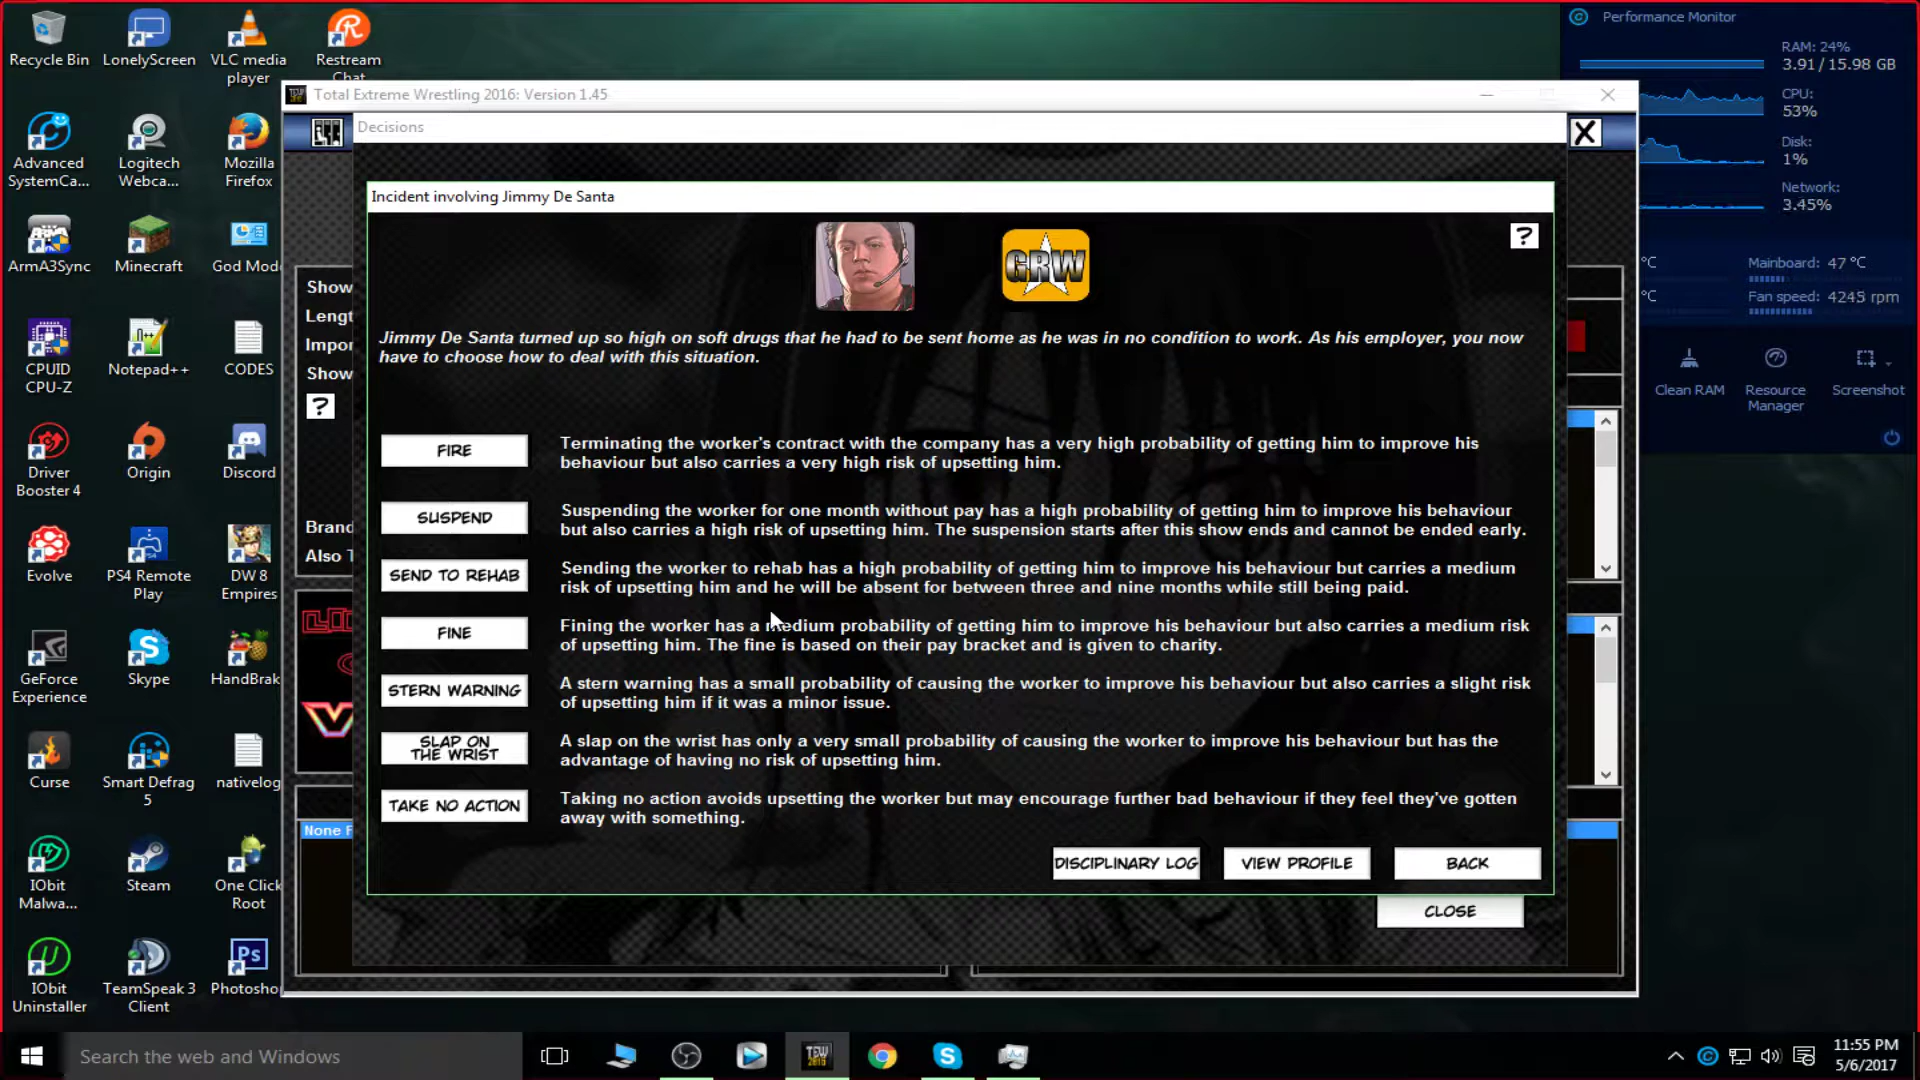 Recycle Bin
LonelyScreen
VLC media
player
Restream
Chat
Advanced
SystemCa...
Logitech
Webca...
Mozilla
Firefox
ArmA3Sync
Minecraft
God Mod
CPUID
CPU-Z
Notepad++
CODES
Driver
Booster 4
Origin
Discord
Evolve
PS4 Remote
Play
DW 8
Empires
GeForce
Experience
Skype
HandBrak
Curse
Smart Defrag
5
nativelog
IObit
Malwa...
Steam
One Click
Root
IObit
Uninstaller
TeamSpeak 3
Client
Photosho
Total Extreme Wrestling 2016: Version 1.45
Decisions
X
Incident involving Jimmy De Santa
GRW
?
Jimmy De Santa turned up so high on soft drugs that he had to be sent home as he was in no condition to work. As his employer, you now
have to choose how to deal with this situation.
FIRE
Terminating the worker's contract with the company has a very high probability of getting him to improve his
behaviour but also carries a very high risk of upsetting him.
SUSPEND
Suspending the worker for one month without pay has a high probability of getting him to improve his behaviour
but also carries a high risk of upsetting him. The suspension starts after this show ends and cannot be ended early.
SEND TO REHAB
Sending the worker to rehab has a high probability of getting him to improve his behaviour but carries a medium
risk of upsetting him and he will be absent for between three and nine months while still being paid.
FINE
Fining the worker has a medium probability of getting him to improve his behaviour but also carries a medium risk
of upsetting him. The fine is based on their pay bracket and is given to charity.
STERN WARNING
A stern warning has a small probability of causing the worker to improve his behaviour but also carries a slight risk
of upsetting him if it was a minor issue.
SLAP ON
THE WRIST
A slap on the wrist has only a very small probability of causing the worker to improve his behaviour but has the
advantage of having no risk of upsetting him.
TAKE NO ACTION
Taking no action avoids upsetting the worker but may encourage further bad behaviour if they feel they've gotten
away with something.
DISCIPLINARY LOG
VIEW PROFILE
BACK
CLOSE
Show
Lengt
Impor
Show
?
Brand
Also T
None F
Performance Monitor
RAM: 24%
3.91 / 15.98 GB
CPU:
53%
Disk:
1%
Network:
3.45%
°C
Mainboard: 47 °C
°C
Fan speed: 4245 rpm
Clean RAM
Resource
Manager
Screenshot
Search the web and Windows
TEW
2016
11:55 PM
5/6/2017